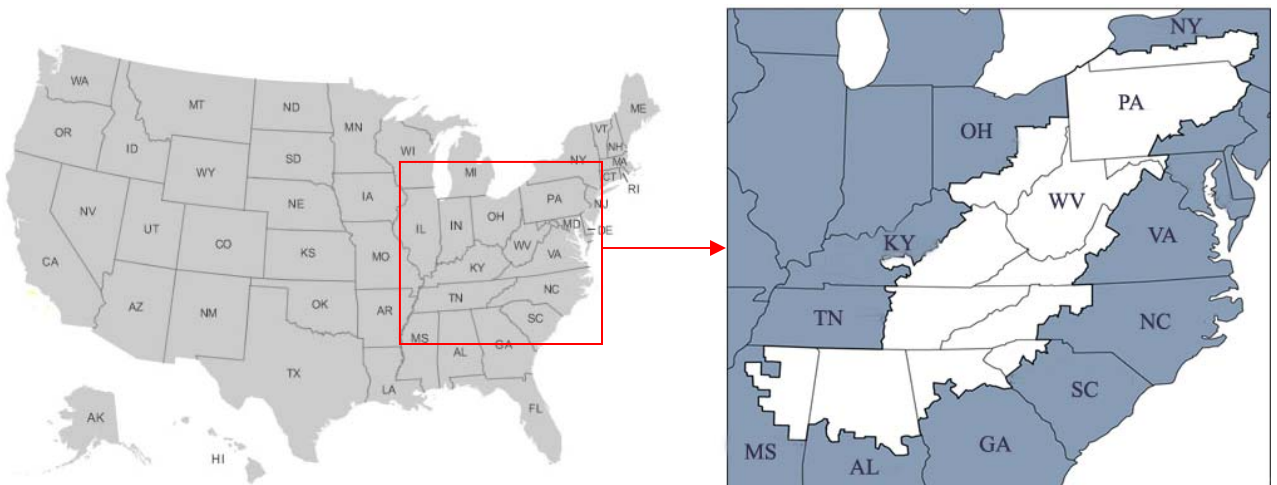 WA
MT
ND
MN
ME
OR
ID
SD
WI
VT
NH
WY
NY
MA
MI
CT
RI
NE
IA
PA
NJ
NV
UT
CO
IL
IN
OH
MD
DE
WV
KS
MO
VA
CA
KY
OK
TN
NC
AZ
NM
AR
SC
MS
AL
GA
TX
LA
FL
AK
HI
NY
PA
OH
WV
KY
VA
TN
NC
SC
MS
AL
GA